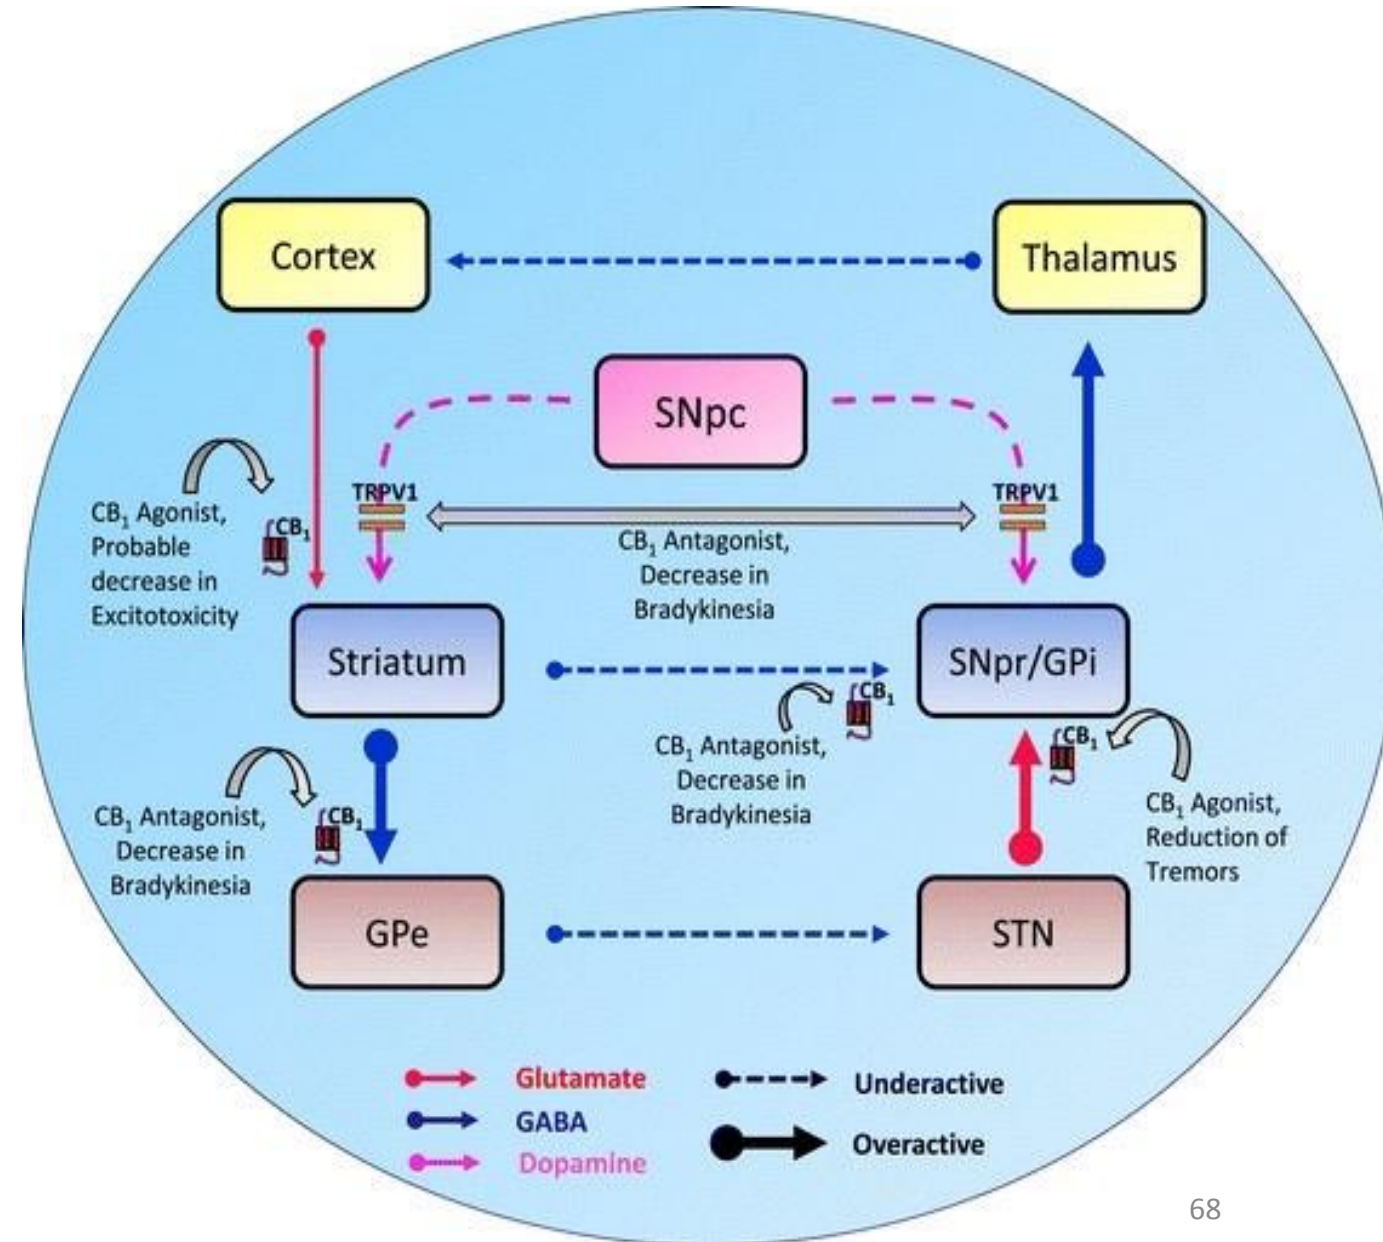 Cortex
Thalamus
SNpc
TRPV1
TRPV1
CB₁ Agonist,
Probable
decrease in
Excitotoxicity
CB₁
CB₁ Antagonist,
Decrease in
Bradykinesia
Striatum
SNpr/GPi
CB₁
CB₁ Antagonist,
Decrease in
Bradykinesia
CB₁
CB₁ Agonist,
Reduction of
Tremors
CB₁ Antagonist,
Decrease in
Bradykinesia
CB₁
GPe
STN
Glutamate
GABA
Dopamine
Underactive
Overactive
68